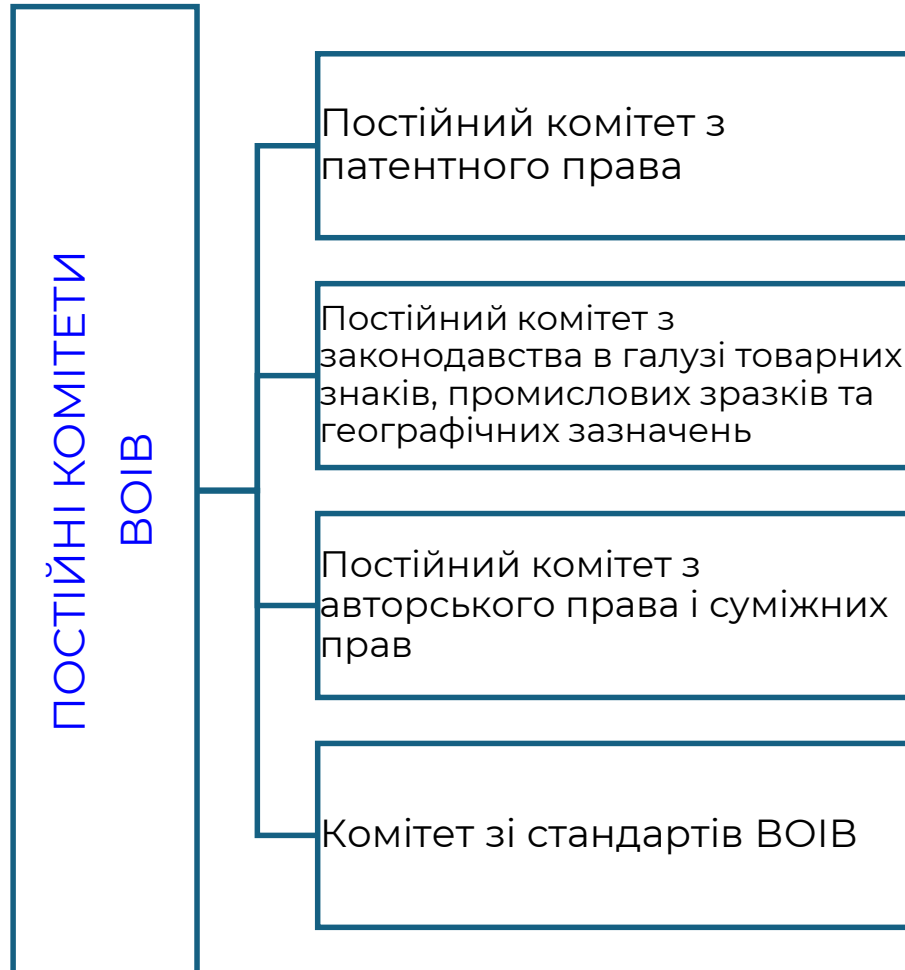 ПОСТІЙНІ КОМІТЕТИ
ВОІВ
Постійний комітет з
патентного права
Постійний комітет з
законодавства в галузі товарних
знаків, промислових зразків та
географічних зазначень
Постійний комітет з
авторського права і суміжних
прав
Комітет зі стандартів ВОІВ